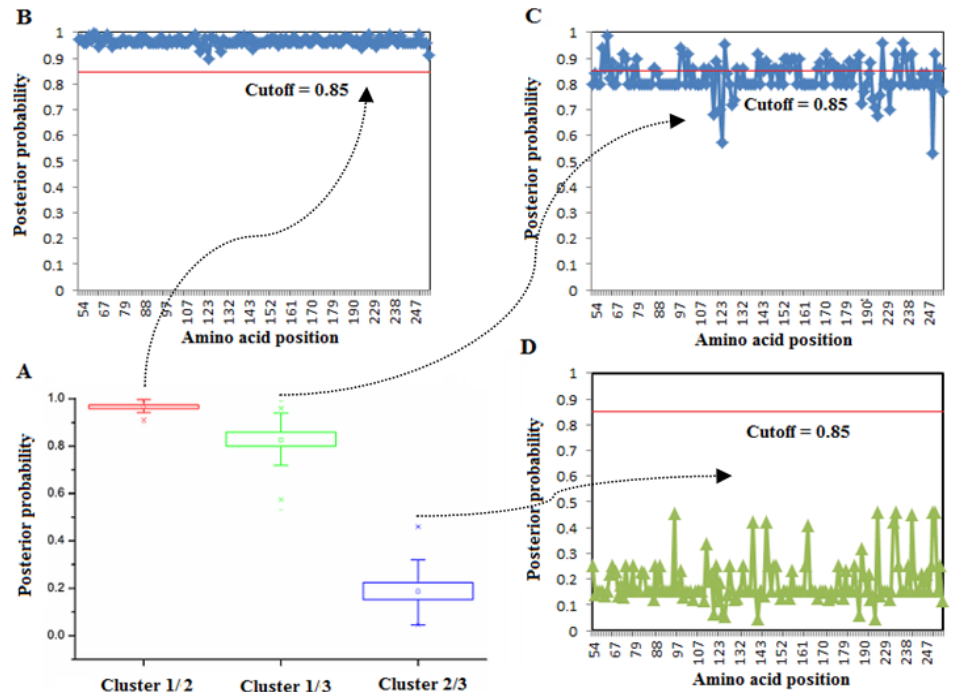 B
Posterior probability
1
0.9
0.8
0.7
0.6
0.5
0.4
0.3
0.2
0.1
0
Cutoff = 0.85
54 67 79 88 97 107 123 132 143 152 161 170 179 190 229 238 247
Amino acid position
C
Posterior probability
1
0.9
0.8
0.7
0.6
0.5
0.4
0.3
0.2
0.1
0
Cutoff = 0.85
54 67 79 88 97 107 123 132 143 152 161 170 179 190 229 238 247
Amino acid position
A
Posterior probability
1.0
0.8
0.6
0.4
0.2
0.0
Cluster 1/2 Cluster 1/3 Cluster 2/3
D
Posterior probability
1
0.9
0.8
0.7
0.6
0.5
0.4
0.3
0.2
0.1
0
Cutoff = 0.85
54 67 79 88 97 107 123 132 143 152 161 170 179 190 229 238 247
Amino acid position